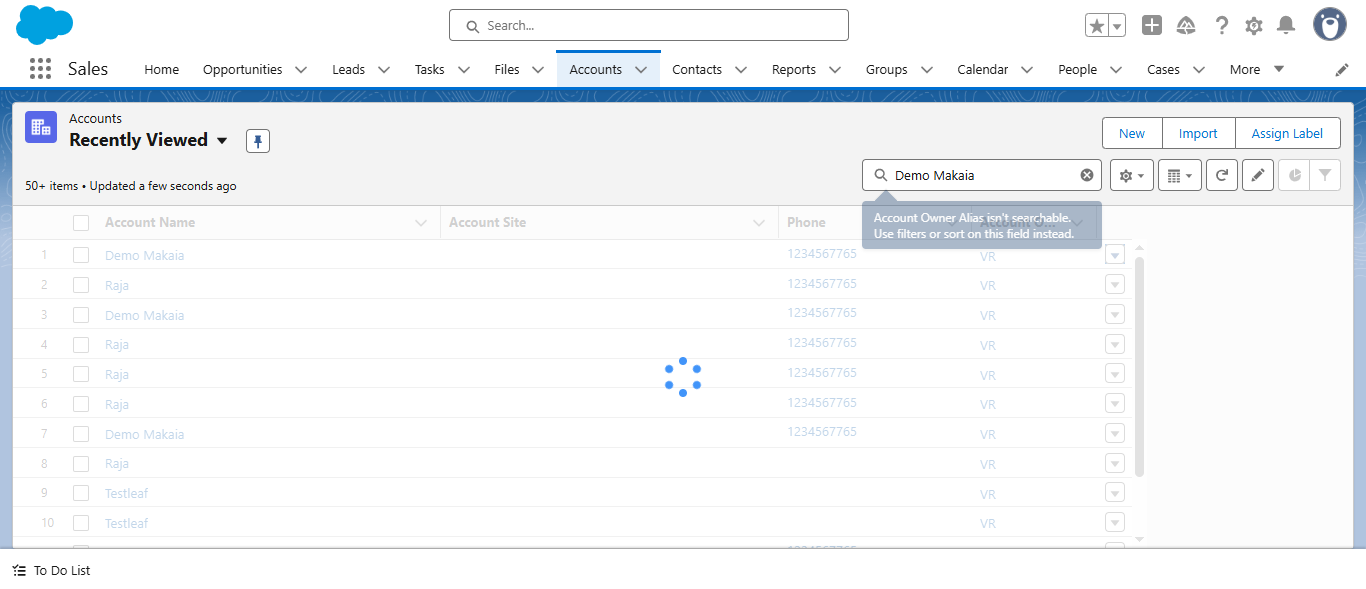 Search...
Sales
Home
Opportunities
Leads
Tasks
Files
Accounts
Contacts
Reports
Groups
Calendar
People
Cases
More
Accounts
Recently Viewed
New
Import
Assign Label
50+ items • Updated a few seconds ago
Demo Makaia
Account Owner Alias isn't searchable.
Use filters or sort on this field instead.
Account Name
Account Site
Phone
1 Demo Makaia 1234567765 VR
2 Raja 1234567765 VR
3 Demo Makaia 1234567765 VR
4 Raja 1234567765 VR
5 Raja 1234567765 VR
6 Raja 1234567765 VR
7 Demo Makaia 1234567765 VR
8 Raja VR
9 Testleaf VR
10 Testleaf VR
To Do List